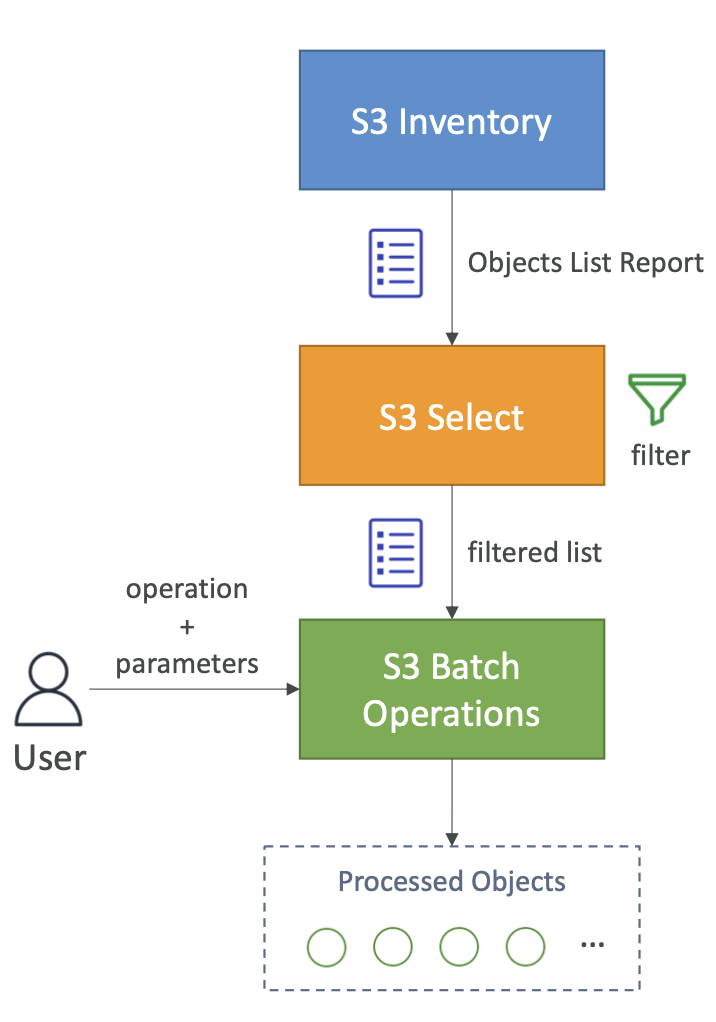 S3 Inventory
Objects List Report
S3 Select
filter
filtered list
operation
+
parameters
S3 Batch
Operations
User
Processed Objects
...